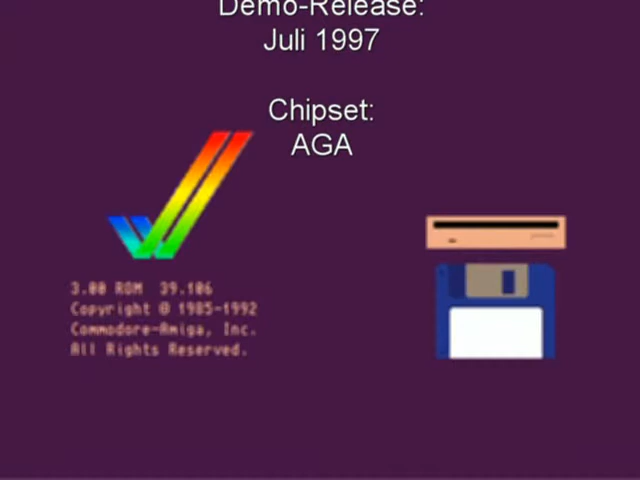 Demo-Release:
Juli 1997
Chipset:
AGA
3.00 ROM 39.106
Copyright © 1985-1992
Commodore-Amiga, Inc.
All Rights Reserved.